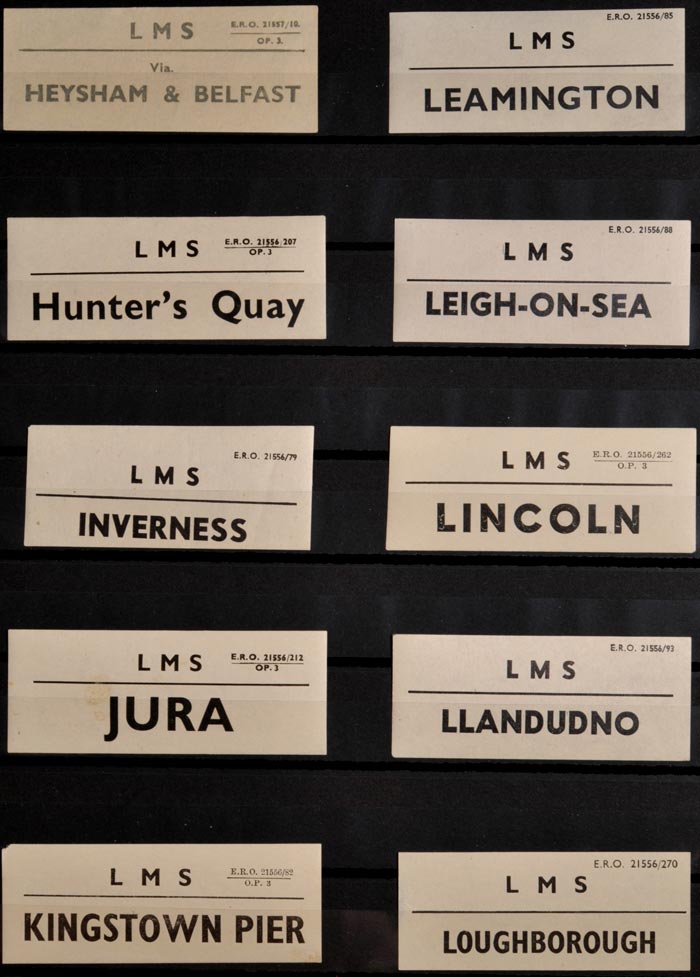 LMS E.R.O. 21557/10.
OP. 3.
Via.
HEYSHAM & BELFAST
E.R.O. 21556/85
LMS
LEAMINGTON
LMS E.R.O. 21556/207
OP. 3
Hunter's Quay
E.R.O. 21556/88
LMS
LEIGH-ON-SEA
E.R.O. 21556/79
LMS
INVERNESS
LMS E.R.O. 21556/262
O.P. 3
LINCOLN
LMS E.R.O. 21556/212
OP. 3
JURA
E.R.O. 21556/93
LMS
LLANDUDNO
LMS E.R.O. 21556/82
O.P. 3
KINGSTOWN PIER
E.R.O. 21556/270
LMS
LOUGHBOROUGH